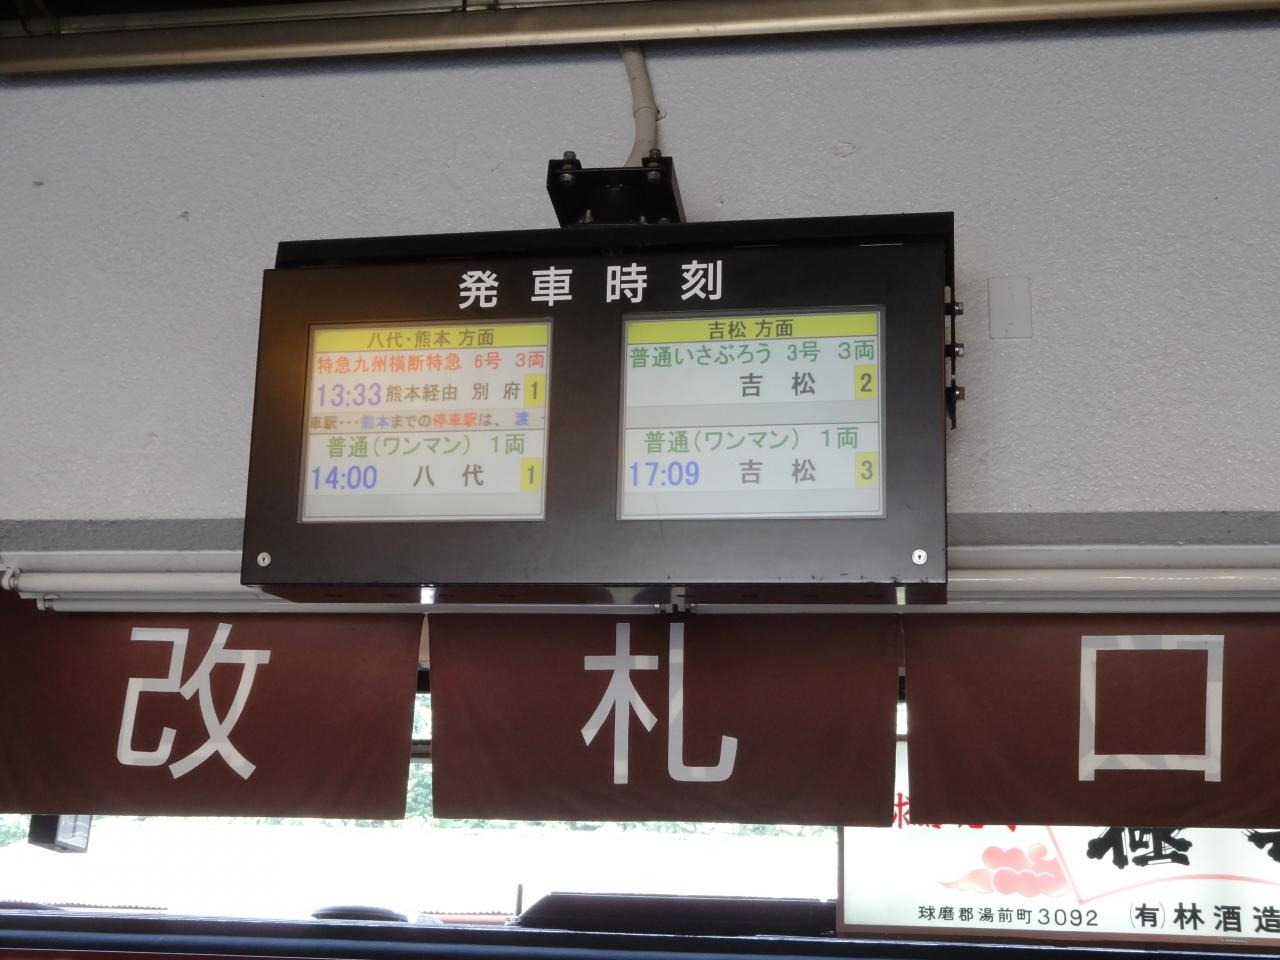 発車時刻
八代・熊本 方面
特急九州横断特急 6号 3両
13:33 熊本経由 別府 1
車駅･･･熊本までの停車駅は、 渡
普通(ワンマン) 1両
14:00 八代 1
吉松 方面
普通いさぶろう 3号 3両
吉松 2
普通(ワンマン) 1両
17:09 吉松 3
改札口
極
球磨郡湯前町3092 (有)林酒造